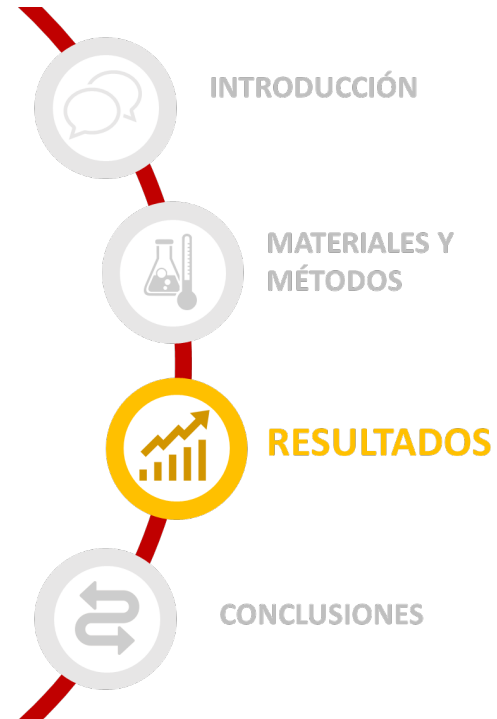 INTRODUCCIÓN
MATERIALES Y
MÉTODOS
RESULTADOS
CONCLUSIONES